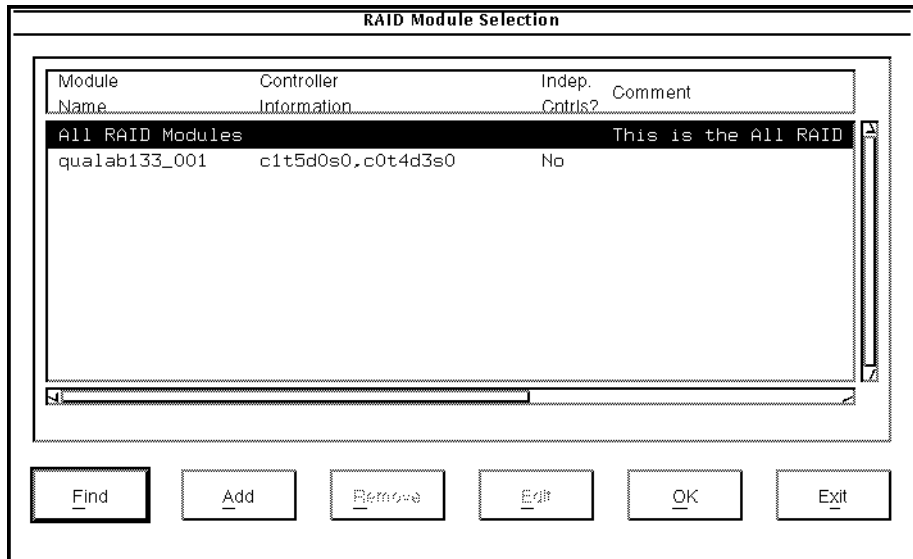 RAID Module Selection
Module Name Controller Information Indep. Cntrls? Comment
All RAID Modules This is the All RAID
qualab133_001 c1t5d0s0,c0t4d3s0 No
Find Add Remove Edit OK Exit